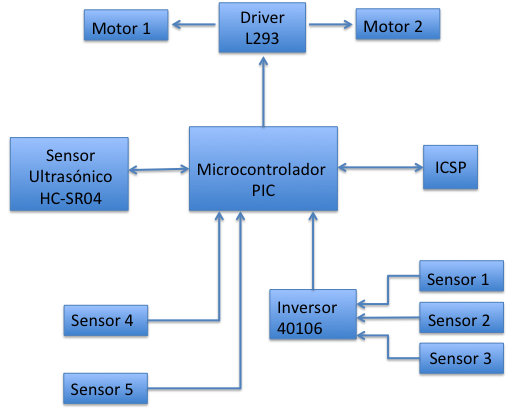 Motor 1
Driver
L293
Motor 2
Sensor
Ultrasónico
HC-SR04
Microcontrolador
PIC
ICSP
Sensor 1
Sensor 2
Sensor 3
Inversor
40106
Sensor 4
Sensor 5